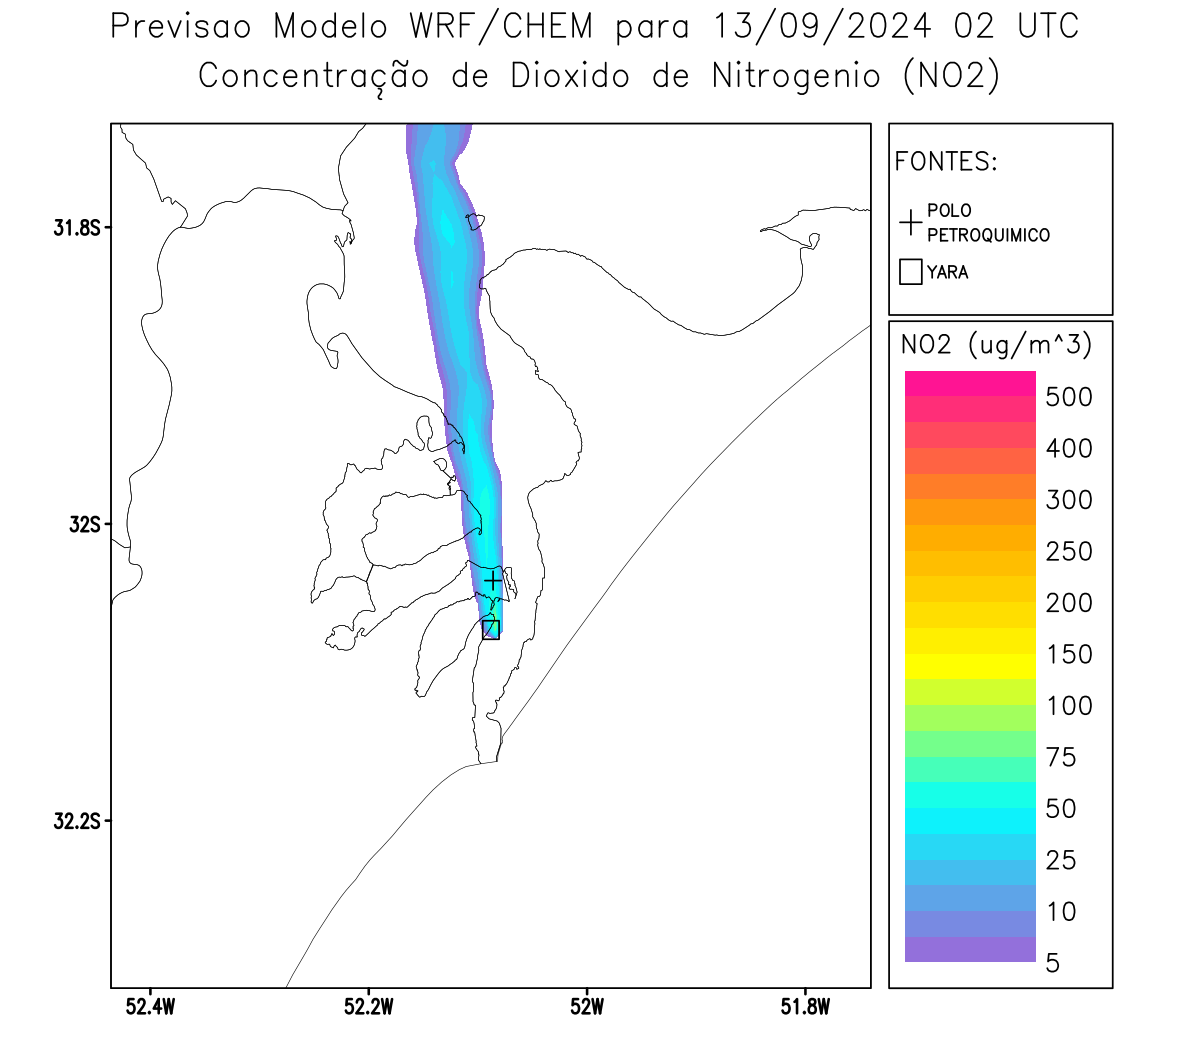 Previsao Modelo WRF/CHEM para 13/09/2024 02 UTC
Concentração de Dioxido de Nitrogenio (NO2)
FONTES:
POLO
PETROQUIMICO
YARA
31.8S
32S
32.2S
52.4W
52.2W
52W
51.8W
NO2 (ug/m^3)
500
400
300
250
200
150
100
75
50
25
10
5